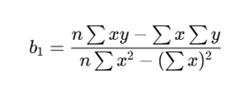 b₁ = (n∑xy − ∑x∑y) / (n∑x² − (∑x)²)